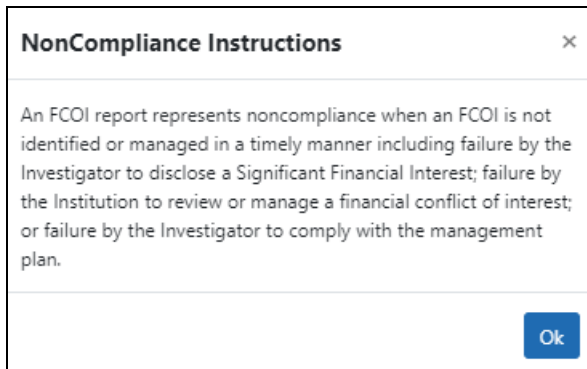 NonCompliance Instructions ×
An FCOI report represents noncompliance when an FCOI is not
identified or managed in a timely manner including failure by the
Investigator to disclose a Significant Financial Interest; failure by
the Institution to review or manage a financial conflict of interest;
or failure by the Investigator to comply with the management
plan.
Ok